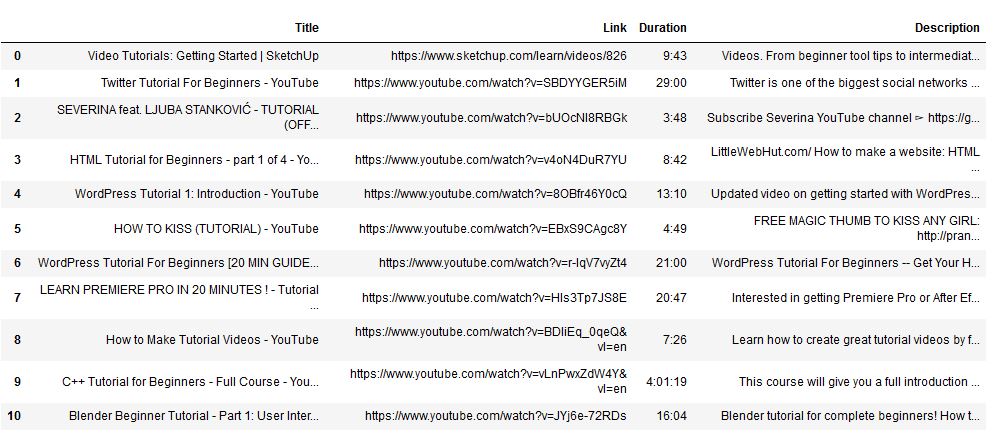 Title Link Duration Description
0 Video Tutorials: Getting Started | SketchUp https://www.sketchup.com/learn/videos/826 9:43 Videos. From beginner tool tips to intermediat...
1 Twitter Tutorial For Beginners - YouTube https://www.youtube.com/watch?v=SBDYYGER5iM 29:00 Twitter is one of the biggest social networks ...
2 SEVERINA feat. LJUBA STANKOVIĆ - TUTORIAL (OFF... https://www.youtube.com/watch?v=bUOcNI8RBGk 3:48 Subscribe Severina YouTube channel ► https://g...
3 HTML Tutorial for Beginners - part 1 of 4 - Yo... https://www.youtube.com/watch?v=v4oN4DuR7YU 8:42 LittleWebHut.com/ How to make a website: HTML ...
4 WordPress Tutorial 1: Introduction - YouTube https://www.youtube.com/watch?v=8OBfr46Y0cQ 13:10 Updated video on getting started with WordPres...
5 HOW TO KISS (TUTORIAL) - YouTube https://www.youtube.com/watch?v=EBxS9CAgc8Y 4:49 FREE MAGIC THUMB TO KISS ANY GIRL: http://pran...
6 WordPress Tutorial For Beginners [20 MIN GUIDE... https://www.youtube.com/watch?v=r-lqV7vyZt4 21:00 WordPress Tutorial For Beginners -- Get Your H...
7 LEARN PREMIERE PRO IN 20 MINUTES ! - Tutorial ... https://www.youtube.com/watch?v=Hls3Tp7JS8E 20:47 Interested in getting Premiere Pro or After Ef...
8 How to Make Tutorial Videos - YouTube https://www.youtube.com/watch?v=BDIiEq_0qeQ&vl=en 7:26 Learn how to create great tutorial videos by f...
9 C++ Tutorial for Beginners - Full Course - You... https://www.youtube.com/watch?v=vLnPwxZdW4Y&vl=en 4:01:19 This course will give you a full introduction ...
10 Blender Beginner Tutorial - Part 1: User Inter... https://www.youtube.com/watch?v=JYj6e-72RDs 16:04 Blender tutorial for complete beginners! How t...